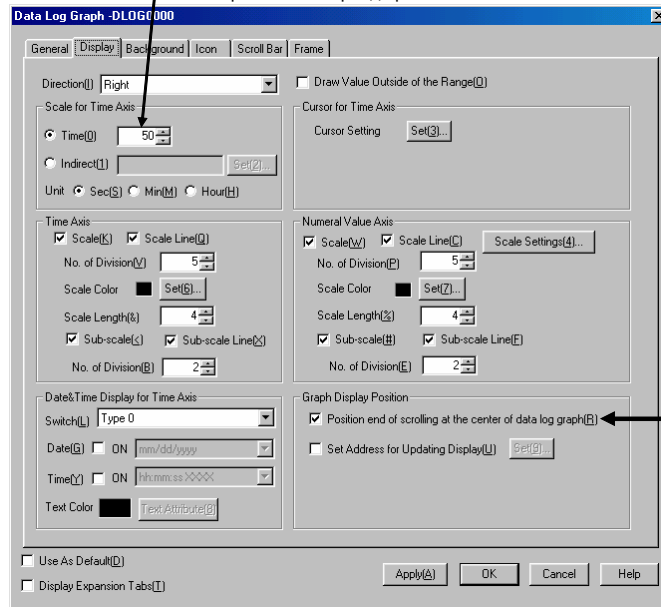 Data Log Graph -DLOG0000
General Display Background Icon Scroll Bar Frame
Direction(I) Right
Draw Value Outside of the Range(O)
Scale for Time Axis
Time(0) 50
Indirect(1) Set(2)...
Unit Sec(S) Min(M) Hour(H)
Cursor for Time Axis
Cursor Setting Set(3)...
Time Axis
Scale(K) Scale Line(Q)
No. of Division(V) 5
Scale Color Set(6)...
Scale Length(&) 4
Sub-scale(<) Sub-scale Line(X)
No. of Division(B) 2
Numeral Value Axis
Scale(W) Scale Line(C) Scale Settings(4)...
No. of Division(P) 5
Scale Color Set(7)...
Scale Length(%) 4
Sub-scale(#) Sub-scale Line(F)
No. of Division(E) 2
Date&Time Display for Time Axis
Switch(L) Type 0
Date(G) ON mm/dd/yyyy
Time(Y) ON hh:mm:ss XXXX
Text Color Text Attribute(8)
Graph Display Position
Position end of scrolling at the center of data log graph(R)
Set Address for Updating Display(U) Set(9)...
Use As Default(D)
Display Expansion Tabs(T)
Apply(A) OK Cancel Help